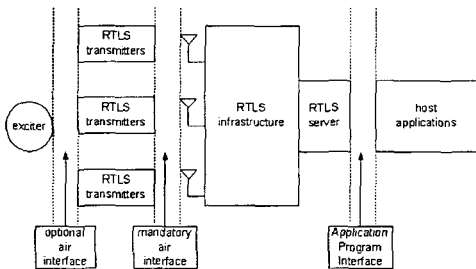 RTLS
transmitters
exciter
RTLS
transmitters
RTLS
transmitters
RTLS
infrastructure
RTLS
server
host
applications
optional
air
interface
mandatory
air
interface
Application
Program
Interface